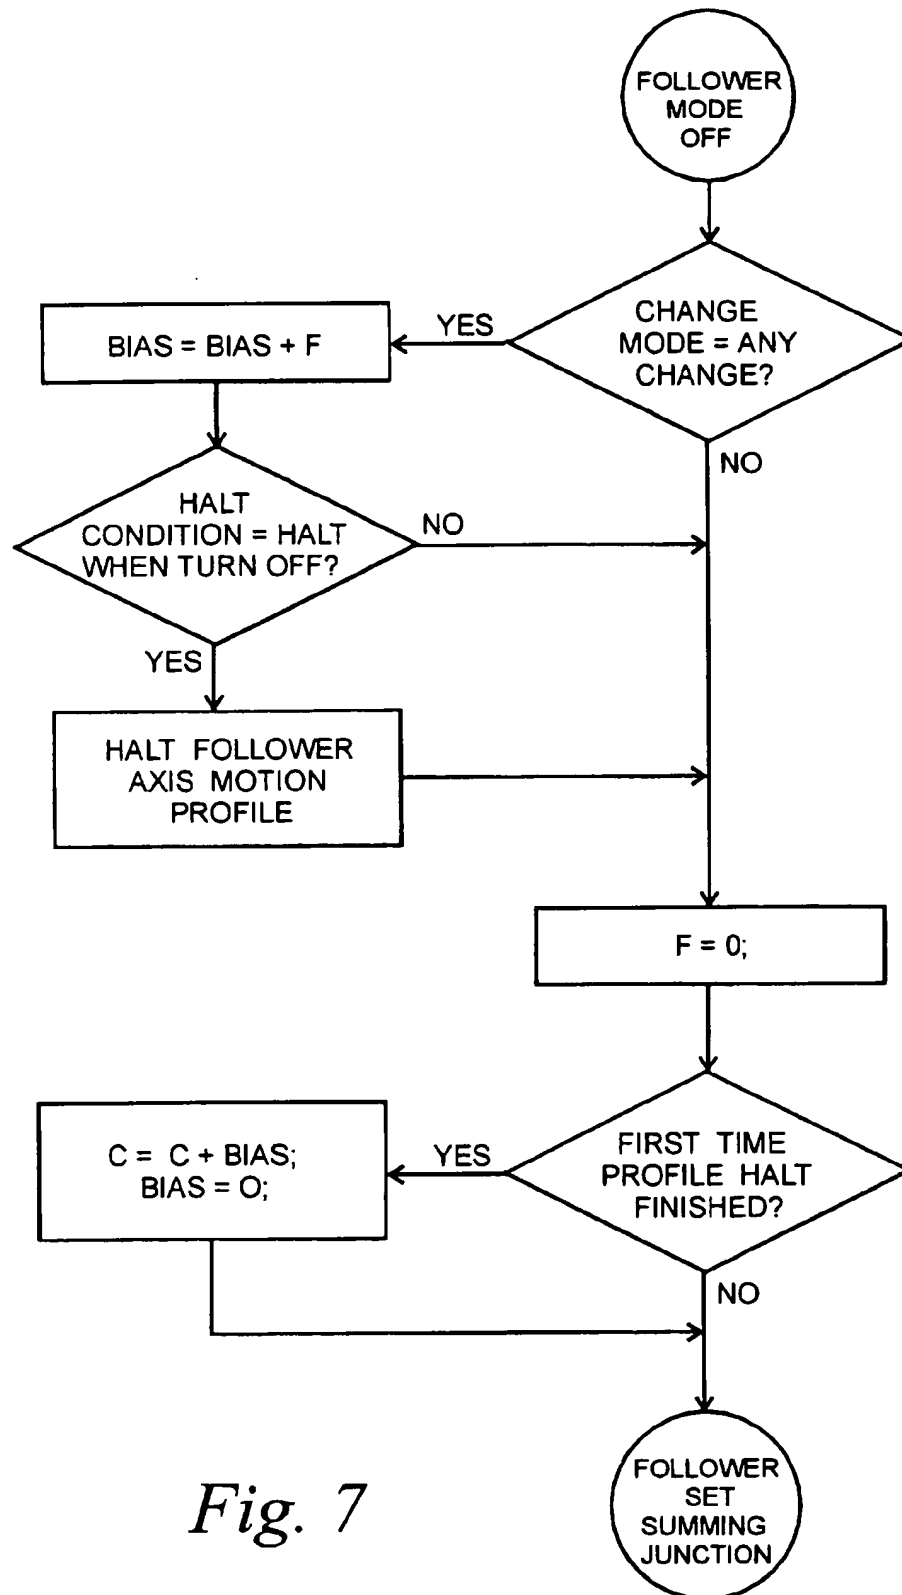 FOLLOWER
MODE
OFF
CHANGE
MODE = ANY
CHANGE?
YES
NO
BIAS = BIAS + F
HALT
CONDITION = HALT
WHEN TURN OFF?
NO
YES
HALT FOLLOWER
AXIS MOTION
PROFILE
F = 0;
FIRST TIME
PROFILE HALT
FINISHED?
YES
NO
C = C + BIAS;
BIAS = O;
FOLLOWER
SET
SUMMING
JUNCTION
Fig. 7